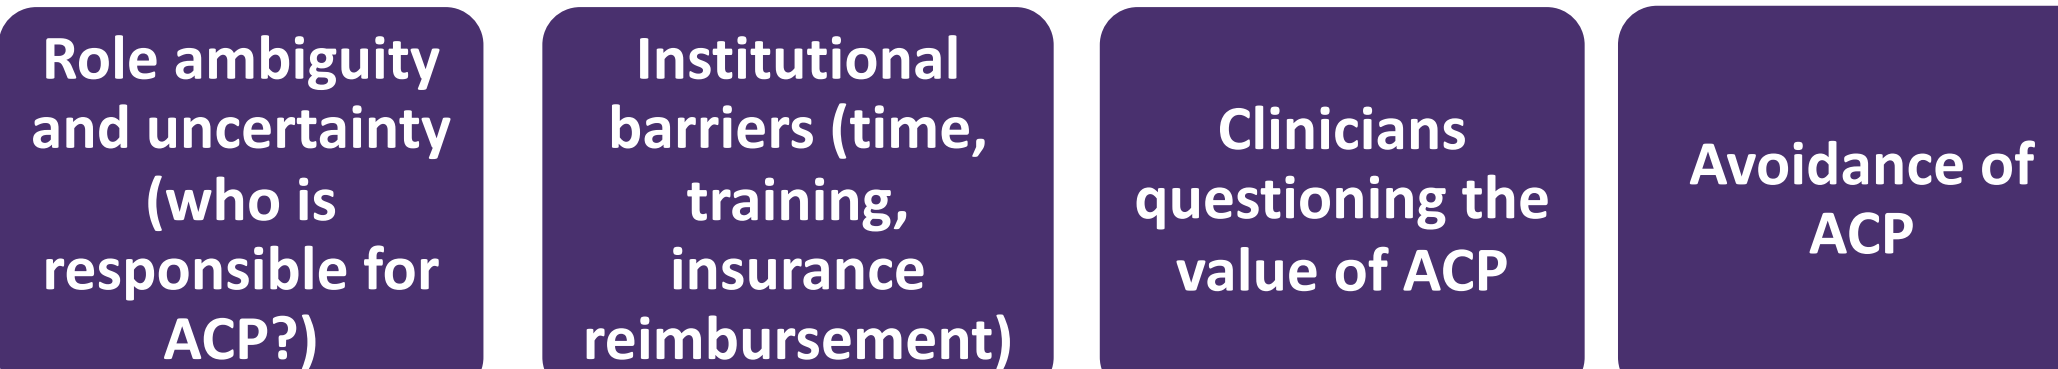 Role ambiguity
and uncertainty
(who is
responsible for
ACP?)
Institutional
barriers (time,
training,
insurance
reimbursement)
Clinicians
questioning the
value of ACP
Avoidance of
ACP